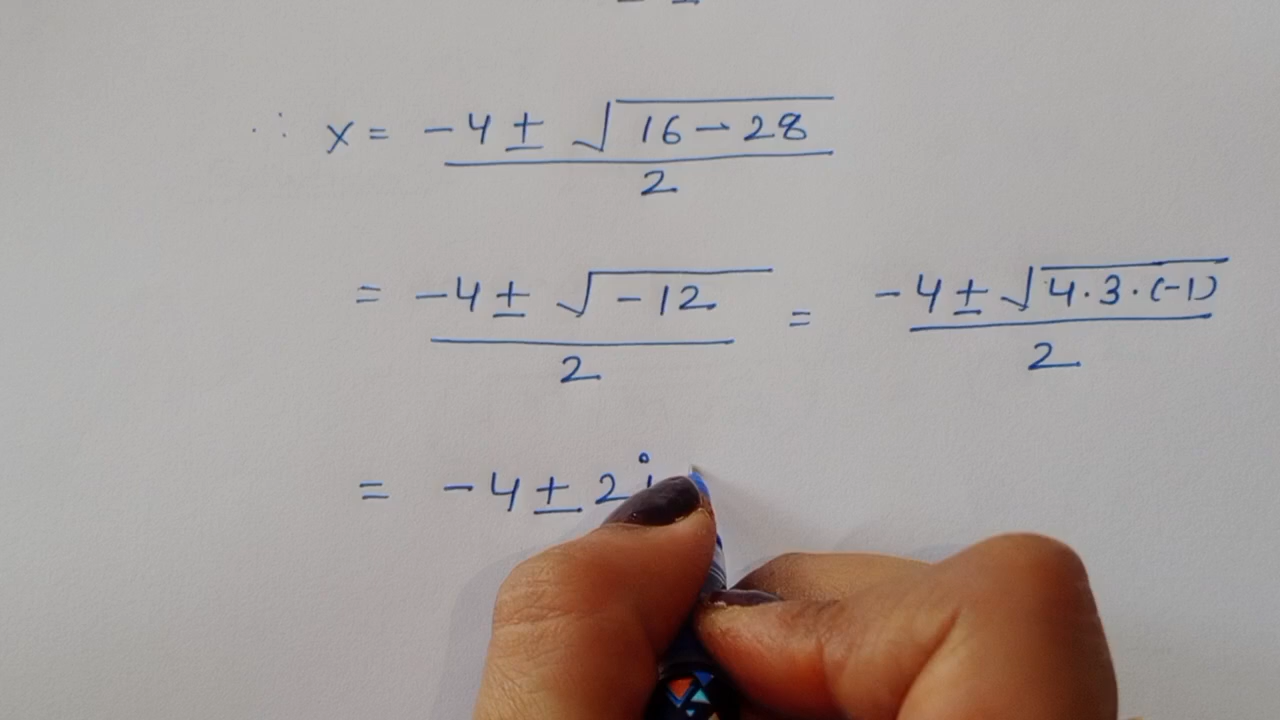 ∴ x = -4 ± √16 - 28 / 2
= -4 ± √-12 / 2 = -4 ± √4·3·(-1) / 2
= -4 ± 2i